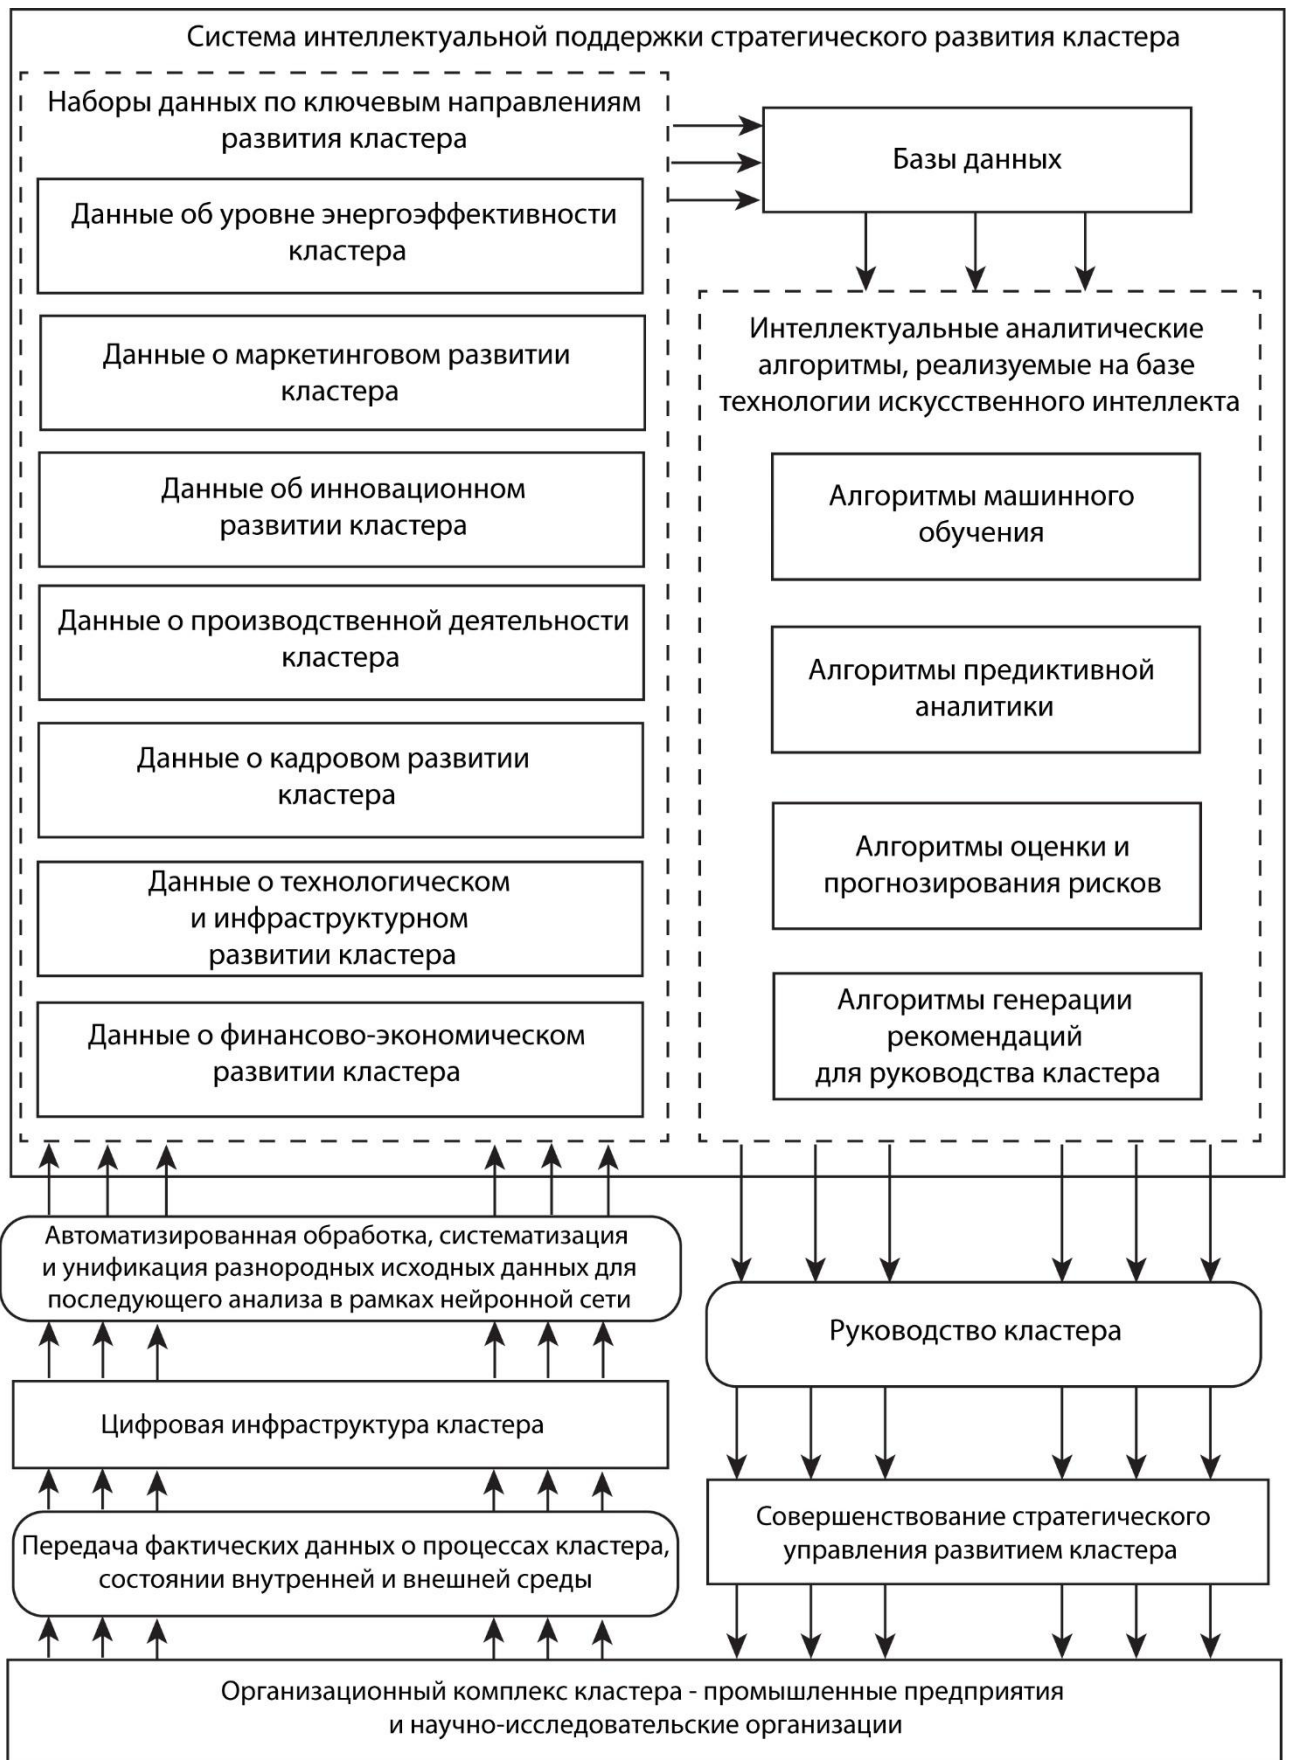 Система интеллектуальной поддержки стратегического развития кластера
Наборы данных по ключевым направлениям
развития кластера
Данные об уровне энергоэффективности
кластера
Данные о маркетинговом развитии
кластера
Данные об инновационном
развитии кластера
Данные о производственной деятельности
кластера
Данные о кадровом развитии
кластера
Данные о технологическом
и инфраструктурном
развитии кластера
Данные о финансово-экономическом
развитии кластера
Базы данных
Интеллектуальные аналитические
алгоритмы, реализуемые на базе
технологии искусственного интеллекта
Алгоритмы машинного
обучения
Алгоритмы предиктивной
аналитики
Алгоритмы оценки и
прогнозирования рисков
Алгоритмы генерации
рекомендаций
для руководства кластера
Автоматизированная обработка, систематизация
и унификация разнородных исходных данных для
последующего анализа в рамках нейронной сети
Цифровая инфраструктура кластера
Передача фактических данных о процессах кластера,
состоянии внутренней и внешней среды
Руководство кластера
Совершенствование стратегического
управления развитием кластера
Организационный комплекс кластера - промышленные предприятия
и научно-исследовательские организации